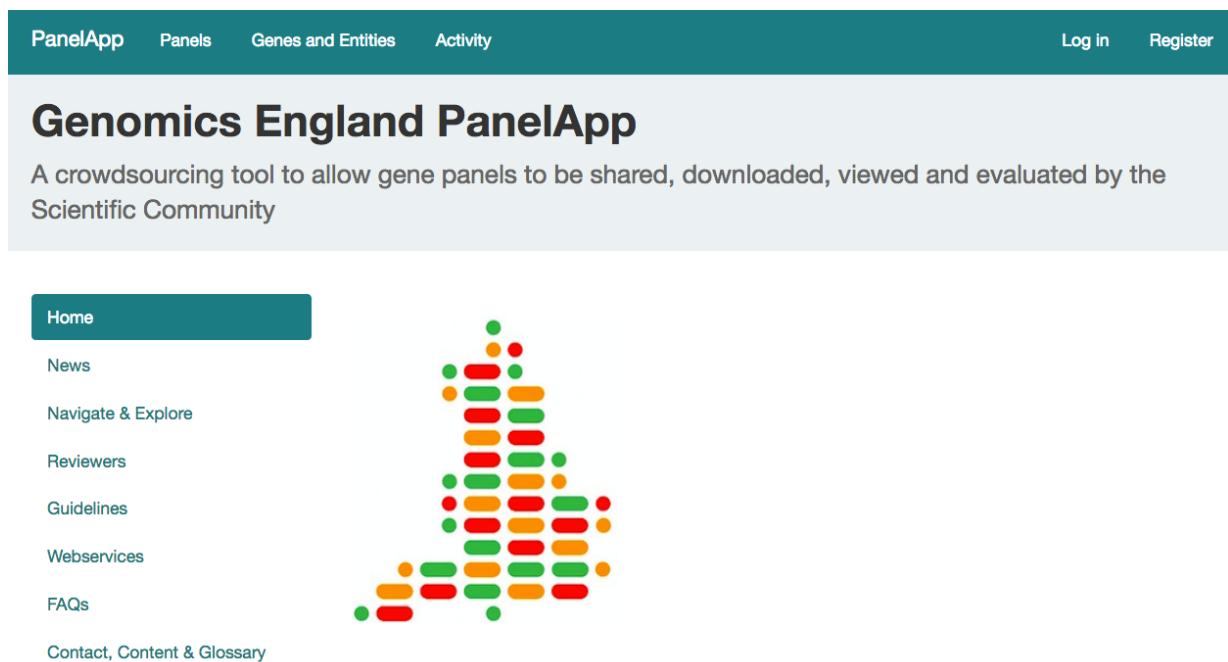 PanelApp Panels Genes and Entities Activity Log in Register
Genomics England PanelApp
A crowdsourcing tool to allow gene panels to be shared, downloaded, viewed and evaluated by the
Scientific Community
Home
News
Navigate & Explore
Reviewers
Guidelines
Webservices
FAQs
Contact, Content & Glossary